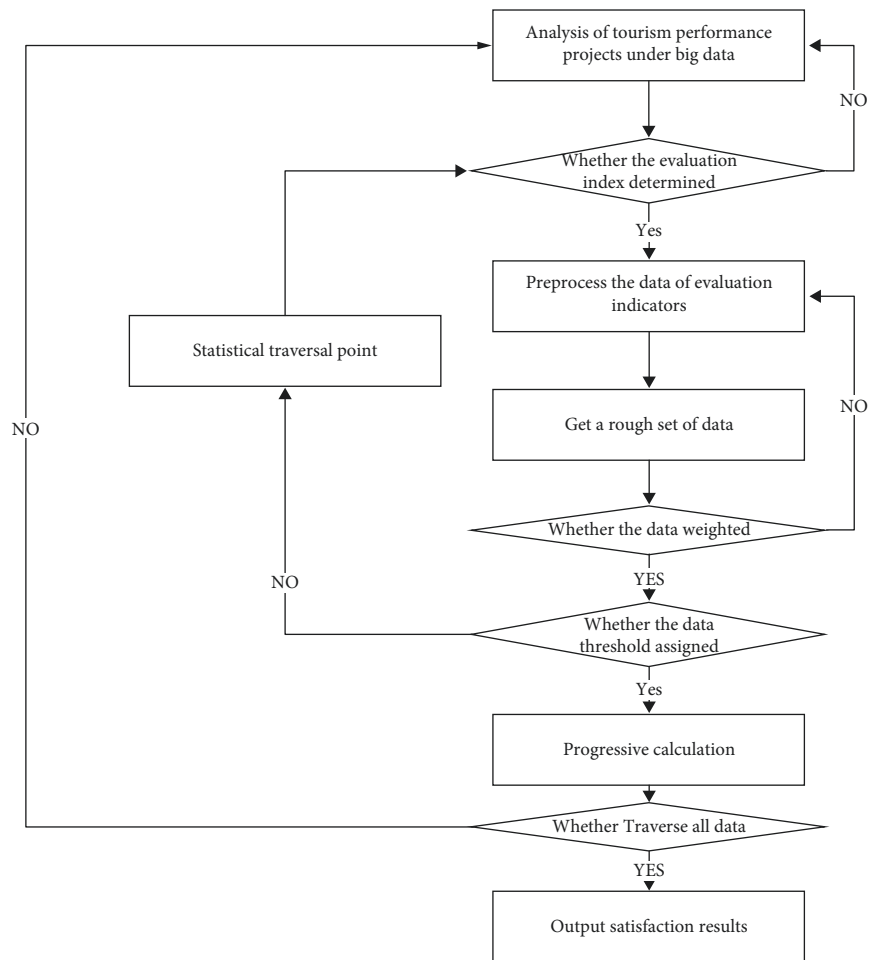 Analysis of tourism performance
projects under big data
NO
Whether the evaluation
index determined
Yes
Preprocess the data of evaluation
indicators
Statistical traversal point
NO
Get a rough set of data
NO
Whether the data weighted
YES
NO
Whether the data
threshold assigned
Yes
Progressive calculation
Whether Traverse all data
YES
Output satisfaction results